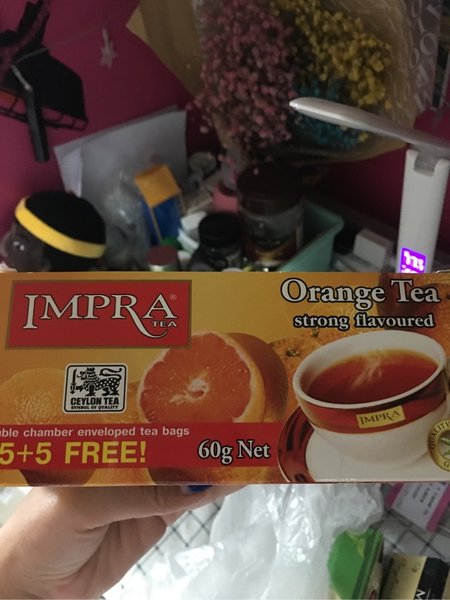 IMPRA®
TEA
Orange Tea
strong flavoured
CEYLON TEA
SYMBOL OF QUALITY
IMPRA
enveloped tea bags
chamber
5+5 FREE!
60g Net